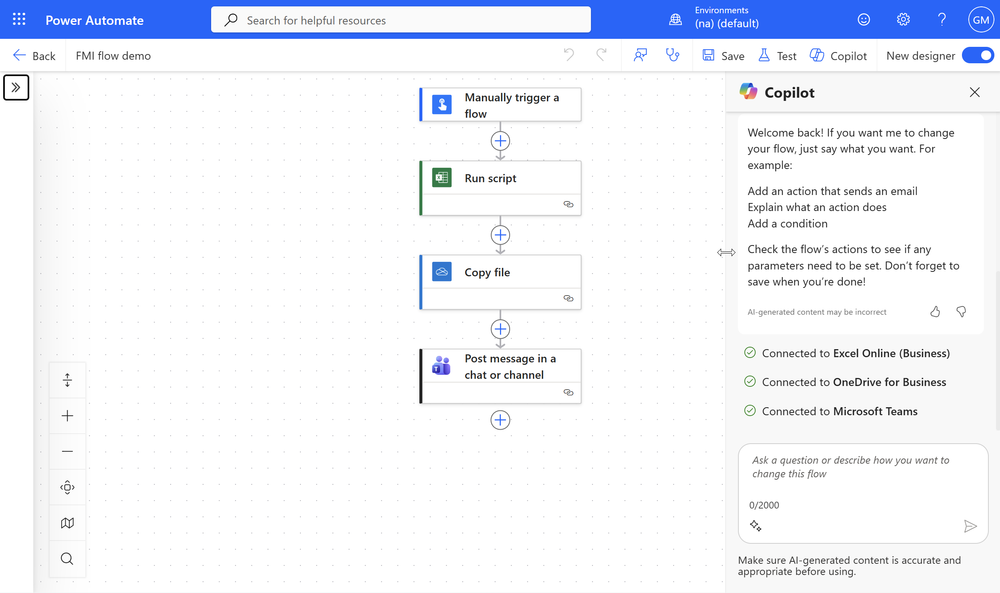 Power Automate
Search for helpful resources
Environments
(na) (default)
GM
Back
FMI flow demo
Save
Test
Copilot
New designer
Manually trigger a
flow
Run script
Copy file
Post message in a
chat or channel
Copilot
Welcome back! If you want me to change
your flow, just say what you want. For
example:
Add an action that sends an email
Explain what an action does
Add a condition
Check the flow’s actions to see if any
parameters need to be set. Don’t forget to
save when you’re done!
AI-generated content may be incorrect
Connected to Excel Online (Business)
Connected to OneDrive for Business
Connected to Microsoft Teams
Ask a question or describe how you want to
change this flow
0/2000
Make sure AI-generated content is accurate and
appropriate before using.